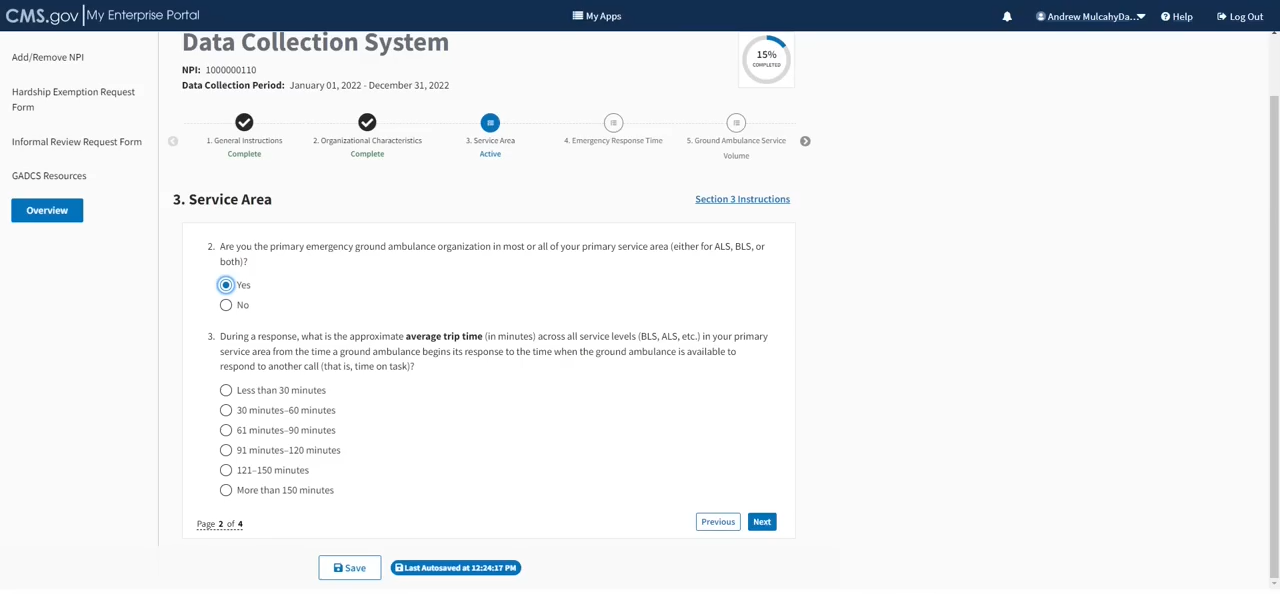 CMS.gov My Enterprise Portal
My Apps
Andrew MulcahyDa...
Help
Log Out
Add/Remove NPI
Hardship Exemption Request
Form
Informal Review Request Form
GADCS Resources
Overview
Data Collection System
NPI: 1000000110
Data Collection Period: January 01, 2022 - December 31, 2022
15%
COMPLETED
1. General Instructions
Complete
2. Organizational Characteristics
Complete
3. Service Area
Active
4. Emergency Response Time
5. Ground Ambulance Service
Volume
3. Service Area
Section 3 Instructions
2. Are you the primary emergency ground ambulance organization in most or all of your primary service area (either for ALS, BLS, or
both)?
Yes
No
3. During a response, what is the approximate average trip time (in minutes) across all service levels (BLS, ALS, etc.) in your primary
service area from the time a ground ambulance begins its response to the time when the ground ambulance is available to
respond to another call (that is, time on task)?
Less than 30 minutes
30 minutes–60 minutes
61 minutes–90 minutes
91 minutes–120 minutes
121–150 minutes
More than 150 minutes
Page 2 of 4
Previous
Next
Save
Last Autosaved at 12:24:17 PM